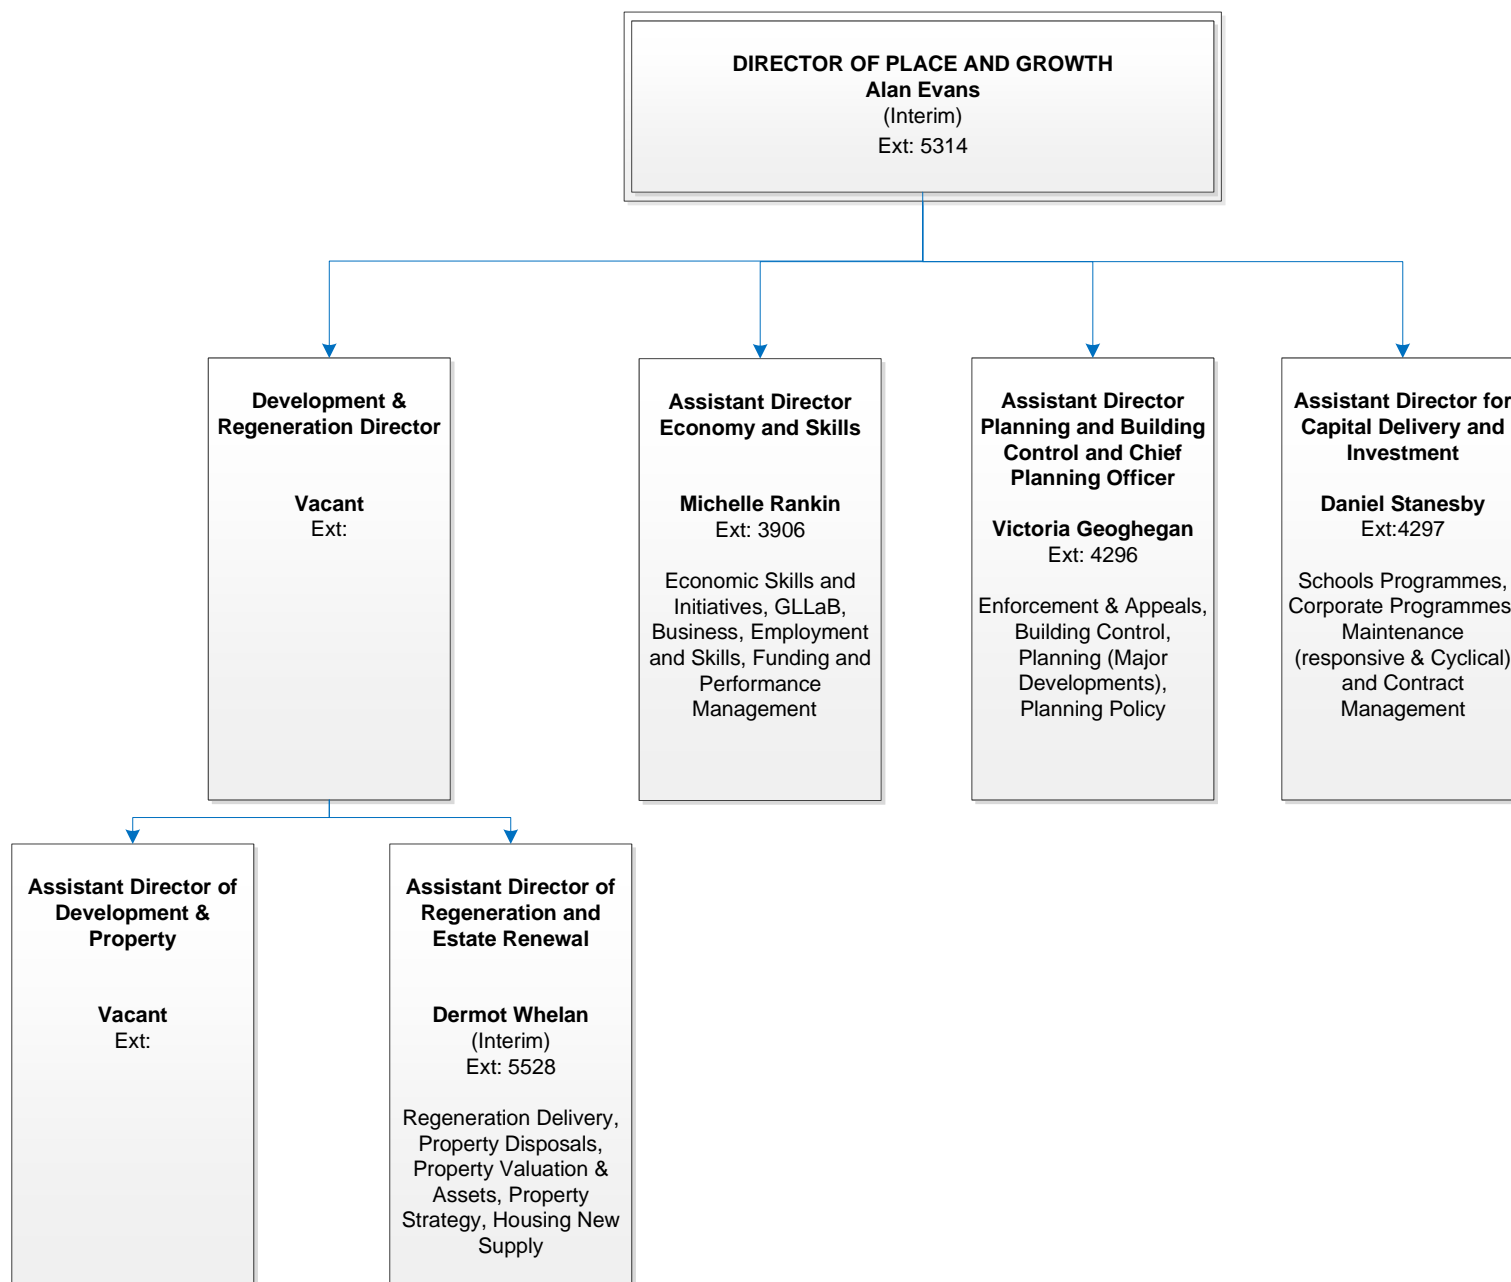 DIRECTOR OF PLACE AND GROWTH
Alan Evans
(Interim)
Ext: 5314
Development &
Regeneration Director
Vacant
Ext:
Assistant Director
Economy and Skills
Michelle Rankin
Ext: 3906
Economic Skills and
Initiatives, GLLaB,
Business, Employment
and Skills, Funding and
Performance
Management
Assistant Director
Planning and Building
Control and Chief
Planning Officer
Victoria Geoghegan
Ext: 4296
Enforcement & Appeals,
Building Control,
Planning (Major
Developments),
Planning Policy
Assistant Director for
Capital Delivery and
Investment
Daniel Stanesby
Ext:4297
Schools Programmes,
Corporate Programmes
Maintenance
(responsive & Cyclical)
and Contract
Management
Assistant Director of
Development &
Property
Vacant
Ext:
Assistant Director of
Regeneration and
Estate Renewal
Dermot Whelan
(Interim)
Ext: 5528
Regeneration Delivery,
Property Disposals,
Property Valuation &
Assets, Property
Strategy, Housing New
Supply